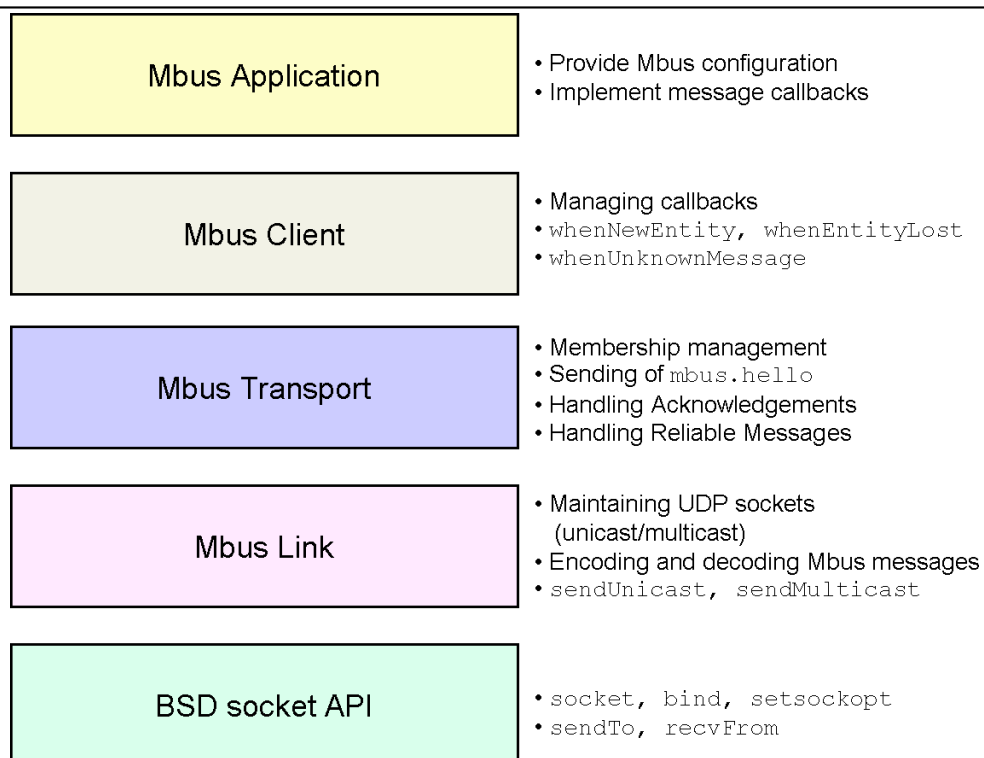 Mbus Application
• Provide Mbus configuration
• Implement message callbacks
Mbus Client
• Managing callbacks
• whenNewEntity, whenEntityLost
• whenUnknownMessage
Mbus Transport
• Membership management
• Sending of mbus.hello
• Handling Acknowledgements
• Handling Reliable Messages
Mbus Link
• Maintaining UDP sockets
(unicast/multicast)
• Encoding and decoding Mbus messages
• sendUnicast, sendMulticast
BSD socket API
• socket, bind, setsockopt
• sendTo, recvFrom